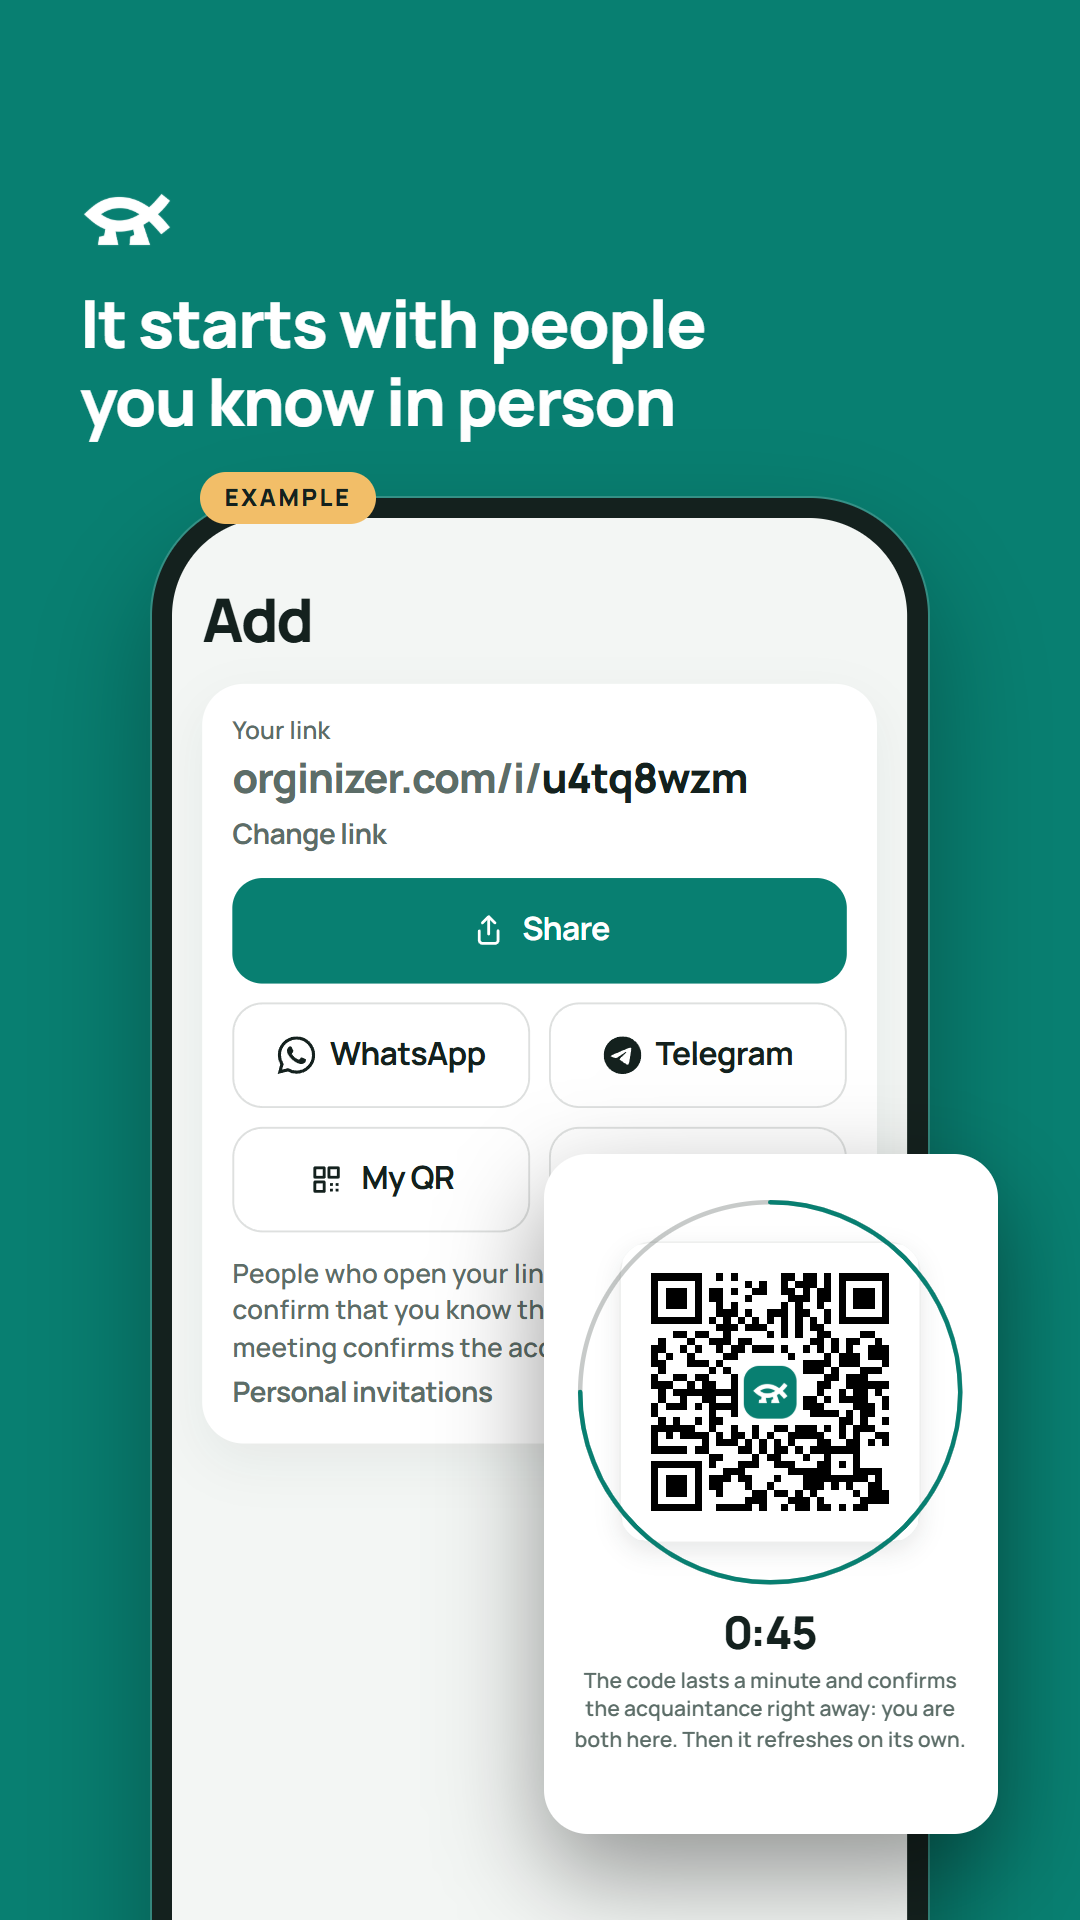 It starts with people
you know in person
EXAMPLE
Add
Your link
orginizer.com/i/u4tq8wzm
Change link
Share
WhatsApp
Telegram
My QR
People who open your
confirm that you know
meeting confirms the
Personal invitations
0:45
The code lasts a minute and confirms
the acquaintance right away: you are
both here. Then it refreshes on its own.